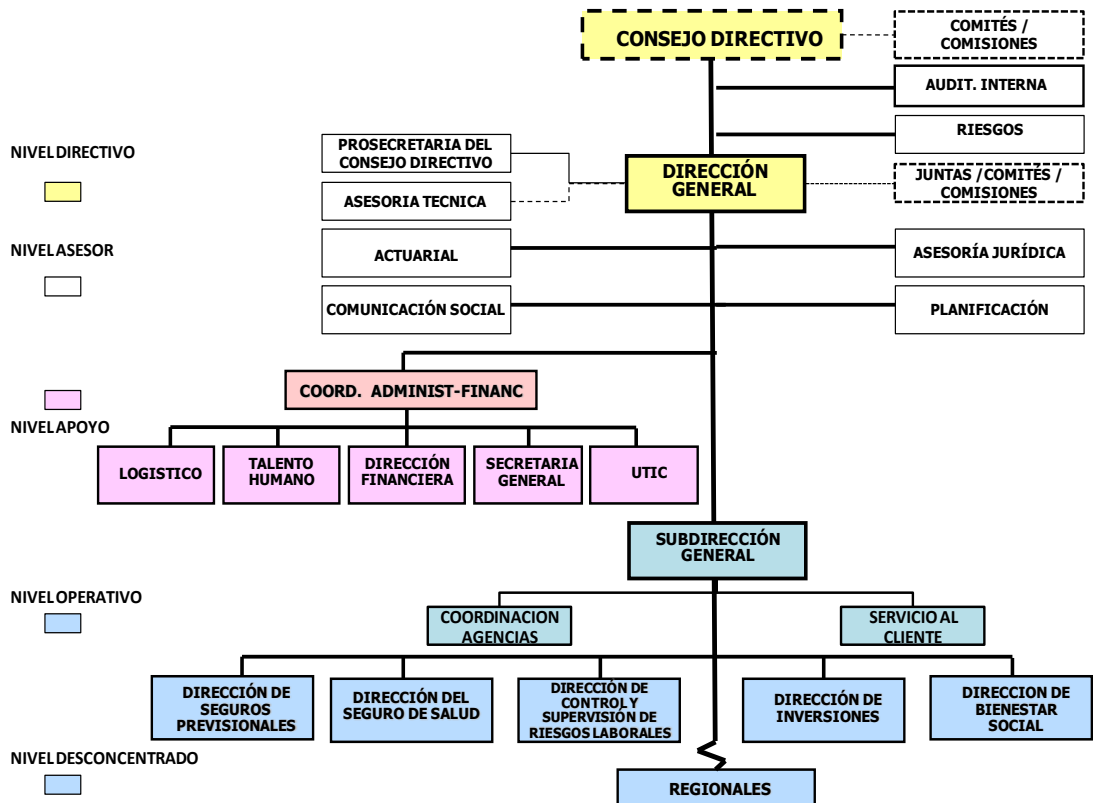 CONSEJO DIRECTIVO
COMITÉS /
COMISIONES
AUDIT. INTERNA
RIESGOS
NIVEL DIRECTIVO
PROSECRETARIA DEL
CONSEJO DIRECTIVO
DIRECCIÓN
GENERAL
JUNTAS /COMITÉS /
COMISIONES
ASESORIA TECNICA
NIVEL ASESOR
ACTUARIAL
ASESORÍA JURÍDICA
COMUNICACIÓN SOCIAL
PLANIFICACIÓN
COORD. ADMINIST-FINANC
NIVEL APOYO
LOGISTICO
TALENTO
HUMANO
DIRECCIÓN
FINANCIERA
SECRETARIA
GENERAL
UTIC
SUBDIRECCIÓN
GENERAL
NIVEL OPERATIVO
COORDINACION
AGENCIAS
SERVICIO AL
CLIENTE
DIRECCIÓN DE
SEGUROS
PREVISIONALES
DIRECCIÓN DEL
SEGURO DE SALUD
DIRECCIÓN DE
CONTROL Y
SUPERVISIÓN DE
RIESGOS LABORALES
DIRECCIÓN DE
INVERSIONES
DIRECCION DE
BIENESTAR
SOCIAL
NIVEL DESCONCENTRADO
REGIONALES